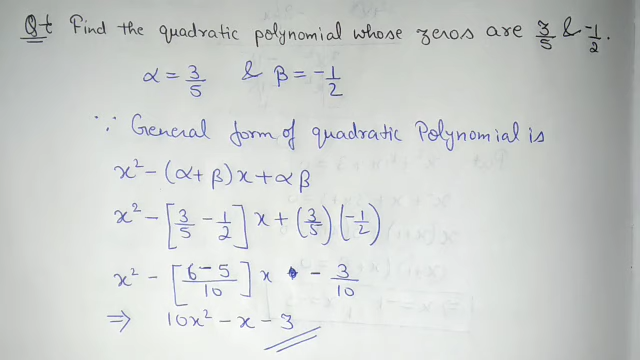 Qt Find the quadratic polynomial whose zeros are 3/5 & -1/2.
α = 3/5 & β = -1/2
∵ General form of quadratic Polynomial is
x² - (α + β) x + α β
x² - [3/5 - 1/2] x + (3/5) (-1/2)
x² - [6 - 5/10] x - 3/10
⇒ 10x² - x - 3